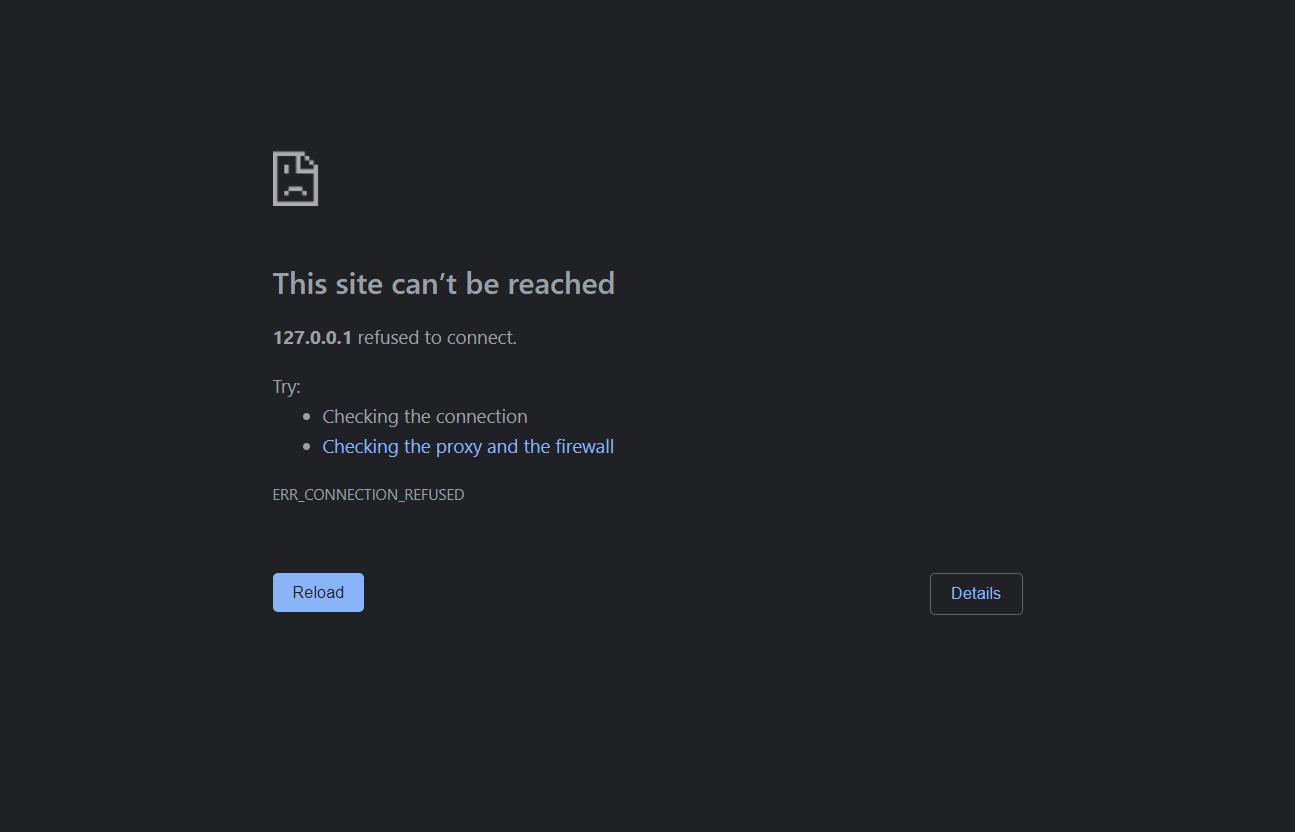 This site can’t be reached
127.0.0.1 refused to connect.
Try:
Checking the connection
Checking the proxy and the firewall
ERR_CONNECTION_REFUSED
Reload
Details